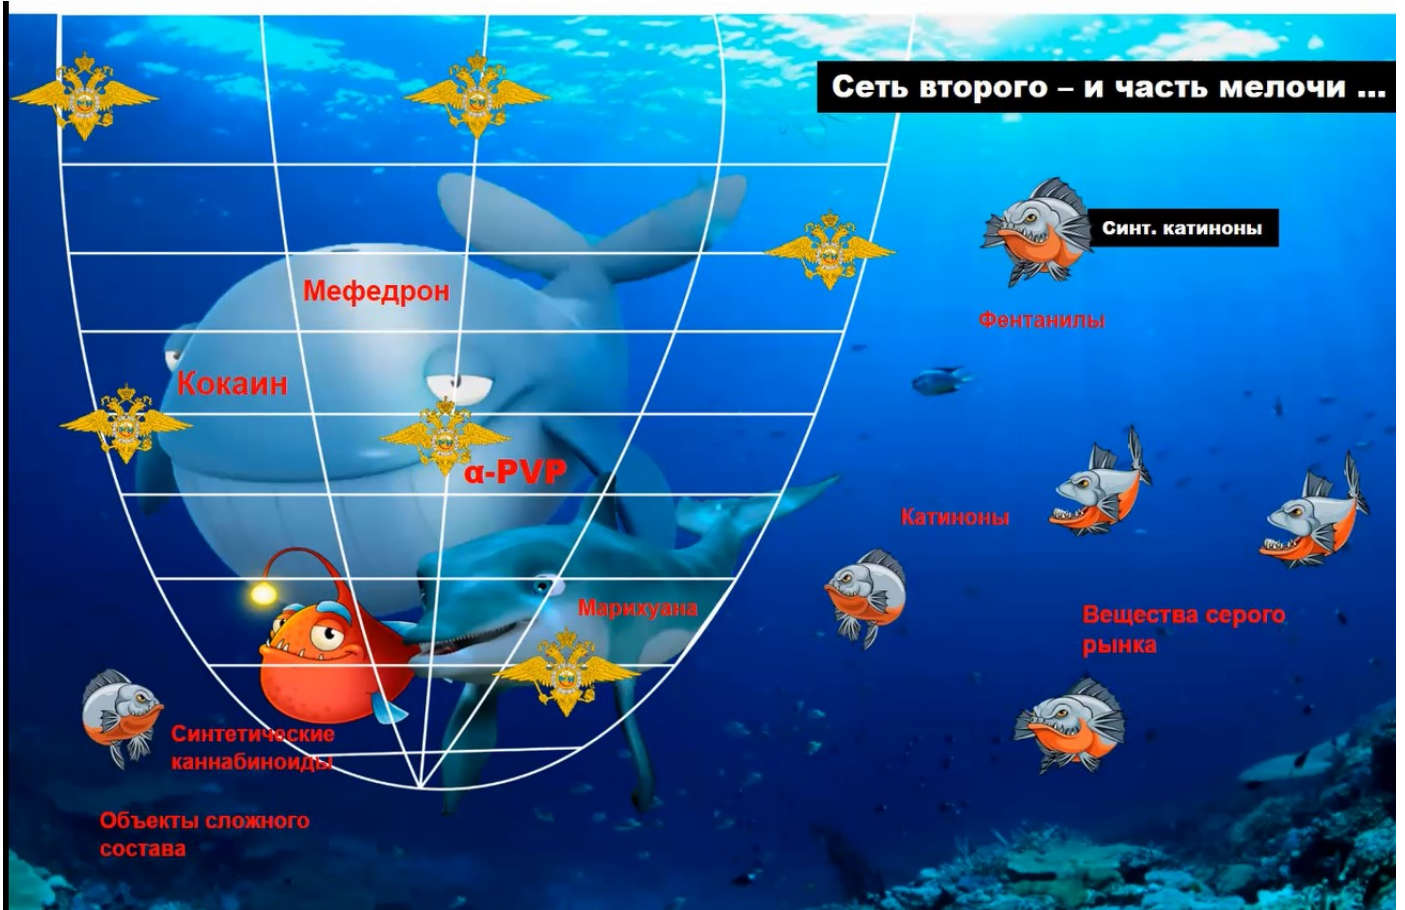 Сеть второго – и часть мелочи ...
Синт. катиноны
Мефедрон
Фентанилы
Кокаин
α-PVP
Катиноны
Марихуана
Вещества серого
рынка
Синтетические
каннабиноиды
Объекты сложного
состава